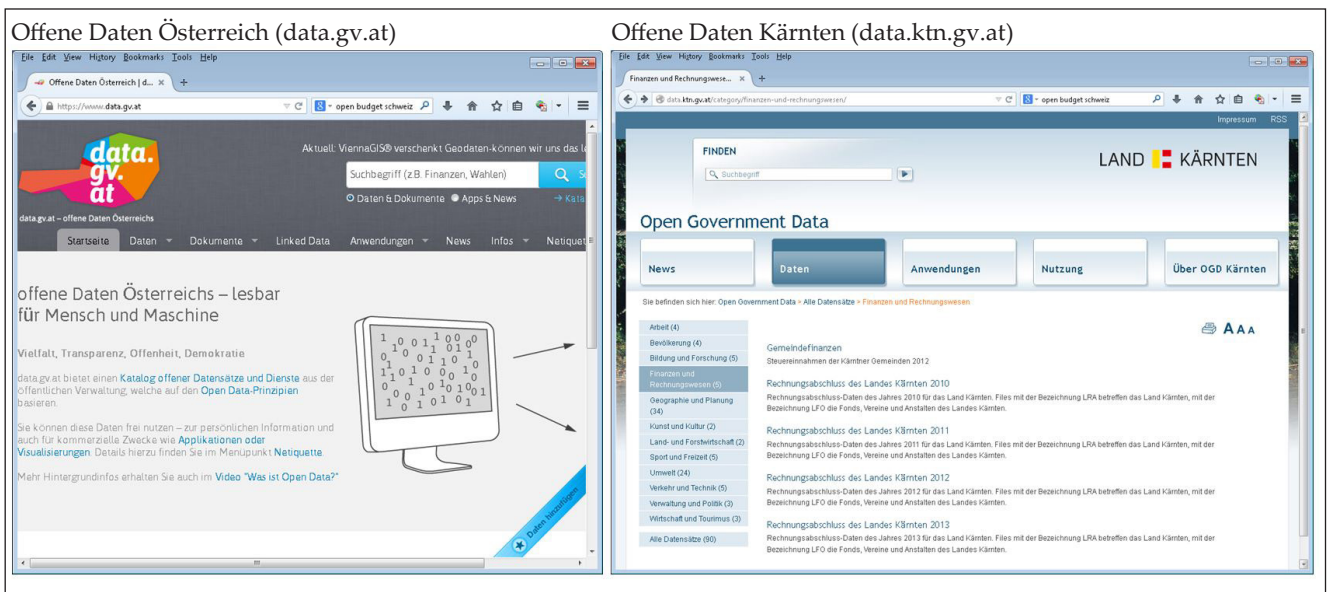 Offene Daten Österreich (data.gv.at)
File Edit View History Bookmarks Tools Help
Offene Daten Österreich | d... × +
https://www.data.gv.at
open budget schweiz
data.
gv.
at
data.gv.at – offene Daten Österreichs
Aktuell: ViennaGIS® verschenkt Geodaten-können wir uns das le
Suchbegriff (z.B. Finanzen, Wahlen)
S
Daten & Dokumente Apps & News → Kata
Startseite Daten Dokumente Linked Data Anwendungen News Infos Netiquet
offene Daten Österreichs – lesbar
für Mensch und Maschine
Vielfalt, Transparenz, Offenheit, Demokratie
data.gv.at bietet einen Katalog offener Datensätze und Dienste aus der
öffentlichen Verwaltung, welche auf den Open Data-Prinzipien
basieren.
Sie können diese Daten frei nutzen – zur persönlichen Information und
auch für kommerzielle Zwecke wie Applikationen oder
Visualisierungen. Details hierzu finden Sie im Menüpunkt Netiquette.
Mehr Hintergrundinfos erhalten Sie auch im Video "Was ist Open Data?"
Daten hinzufügen
Offene Daten Kärnten (data.ktn.gv.at)
File Edit View History Bookmarks Tools Help
Finanzen und Rechnungswese... × +
data.ktn.gv.at/category/finanzen-und-rechnungswesen/
open budget schweiz
Impressum RSS
FINDEN
Suchbegriff
LAND KÄRNTEN
Open Government Data
News Daten Anwendungen Nutzung Über OGD Kärnten
Sie befinden sich hier: Open Government Data > Alle Datensätze > Finanzen und Rechnungswesen
A A A
Arbeit (4)
Bevölkerung (4)
Bildung und Forschung (5)
Finanzen und
Rechnungswesen (5)
Geographie und Planung
(34)
Kunst und Kultur (2)
Land- und Forstwirtschaft (2)
Sport und Freizeit (5)
Umwelt (24)
Verkehr und Technik (5)
Verwaltung und Politik (3)
Wirtschaft und Tourimus (3)
Alle Datensätze (90)
Gemeindefinanzen
Steuereinnahmen der Kärntner Gemeinden 2012
Rechnungsabschluss des Landes Kärnten 2010
Rechnungsabschluss-Daten des Jahres 2010 für das Land Kärnten. Files mit der Bezeichnung LRA betreffen das Land Kärnten, mit der
Bezeichnung LFO die Fonds, Vereine und Anstalten des Landes Kärnten.
Rechnungsabschluss des Landes Kärnten 2011
Rechnungsabschluss-Daten des Jahres 2011 für das Land Kärnten. Files mit der Bezeichnung LRA betreffen das Land Kärnten, mit der
Bezeichnung LFO die Fonds, Vereine und Anstalten des Landes Kärnten.
Rechnungsabschluss des Landes Kärnten 2012
Rechnungsabschluss-Daten des Jahres 2012 für das Land Kärnten. Files mit der Bezeichnung LRA betreffen das Land Kärnten, mit der
Bezeichnung LFO die Fonds, Vereine und Anstalten des Landes Kärnten.
Rechnungsabschluss des Landes Kärnten 2013
Rechnungsabschluss-Daten des Jahres 2013 für das Land Kärnten. Files mit der Bezeichnung LRA betreffen das Land Kärnten, mit der
Bezeichnung LFO die Fonds, Vereine und Anstalten des Landes Kärnten.